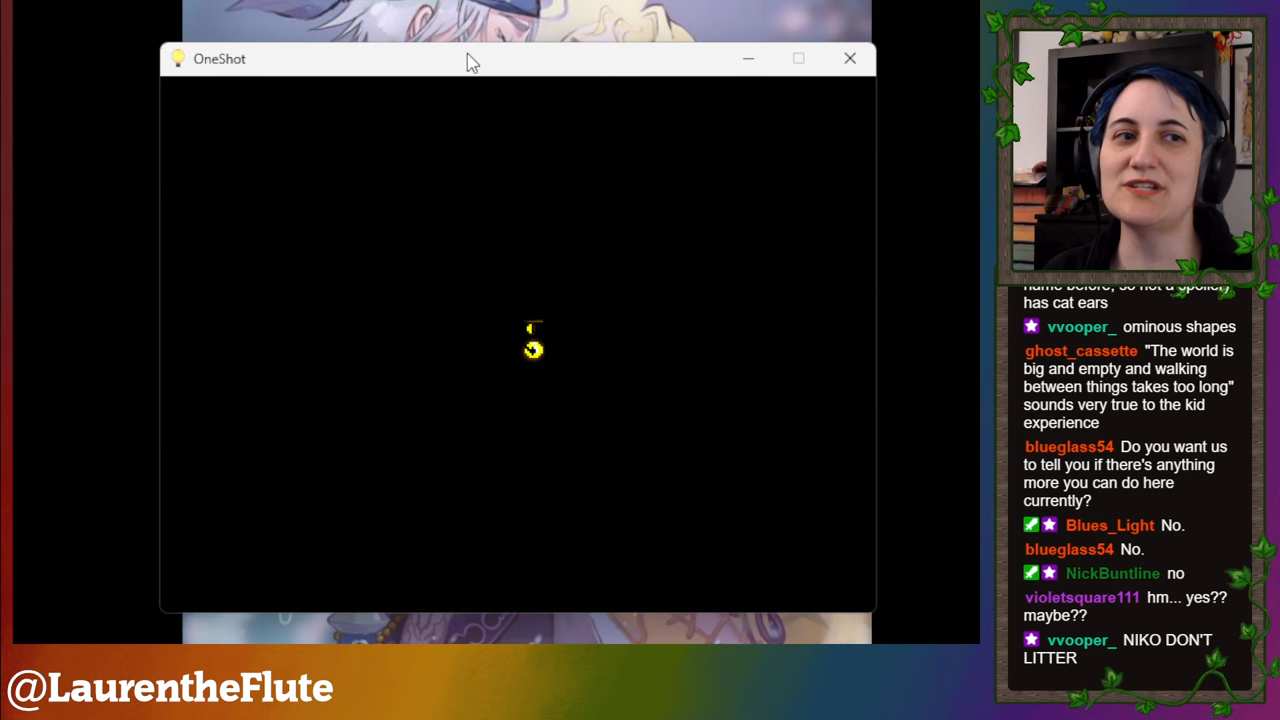 OneShot
name before, so not a spoiler,
has cat ears
vvooper_ ominous shapes
ghost_cassette "The world is
big and empty and walking
between things takes too long"
sounds very true to the kid
experience
blueglass54 Do you want us
to tell you if there's anything
more you can do here
currently?
Blues_Light No.
blueglass54 No.
NickBuntline no
violetsquare111 hm... yes??
maybe??
vvooper_ NIKO DON'T
LITTER
@LaurentheFlute